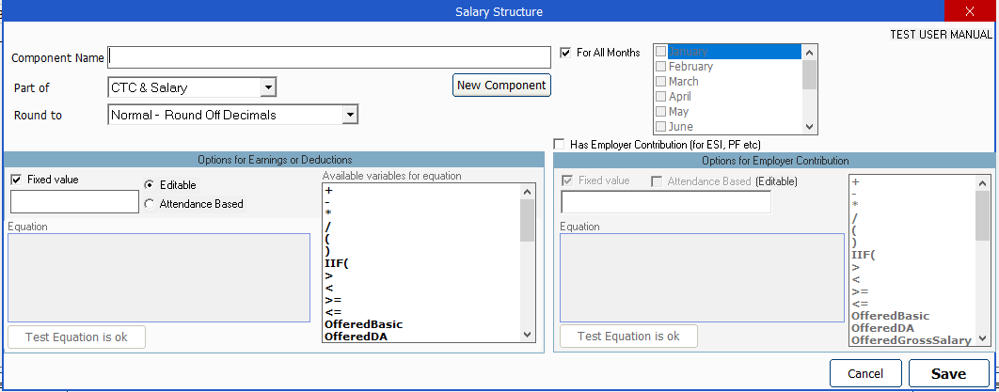 Salary Structure
X
TEST USER MANUAL
Component Name
For All Months
January
February
March
April
May
June
Part of
CTC & Salary
New Component
Round to
Normal - Round Off Decimals
Has Employer Contribution (for ESI, PF etc)
Options for Earnings or Deductions
Fixed value
Editable
Attendance Based
Available variables for equation
+
-
*
/
(
)
IIF(
>
<
>=
<=
OfferedBasic
OfferedDA
Equation
Test Equation is ok
Options for Employer Contribution
Fixed value
Attendance Based (Editable)
+
-
*
/
(
)
IIF(
>
<
>=
<=
OfferedBasic
OfferedDA
OfferedGrossSalary
Equation
Test Equation is ok
Cancel
Save